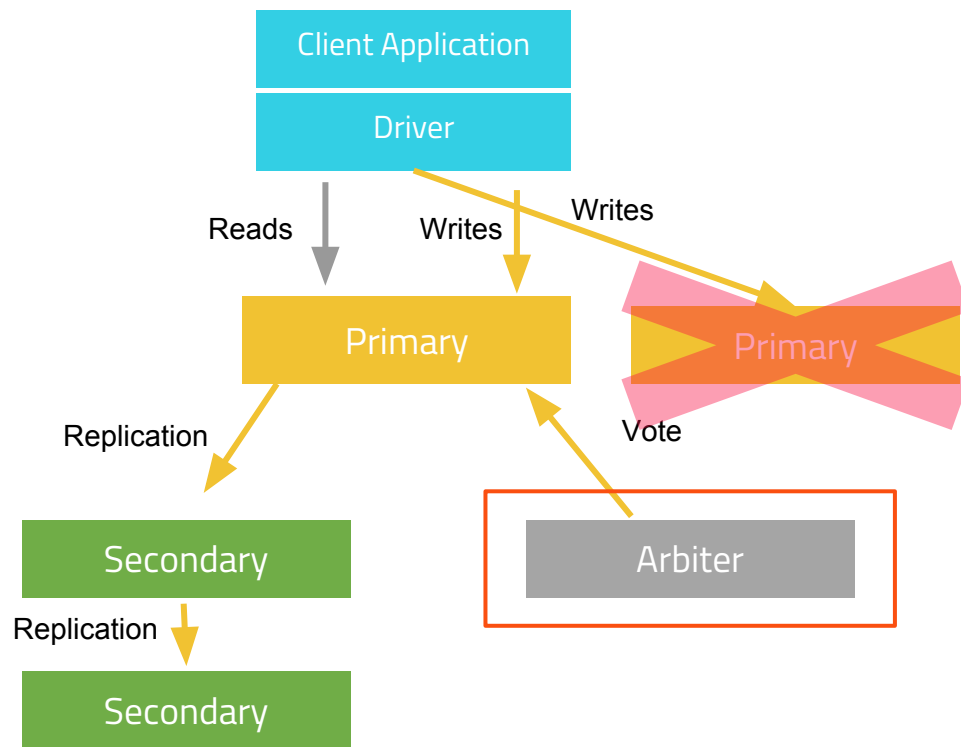 Client Application
Driver
Reads
Writes
Writes
Primary
Primary
Replication
Vote
Secondary
Arbiter
Replication
Secondary